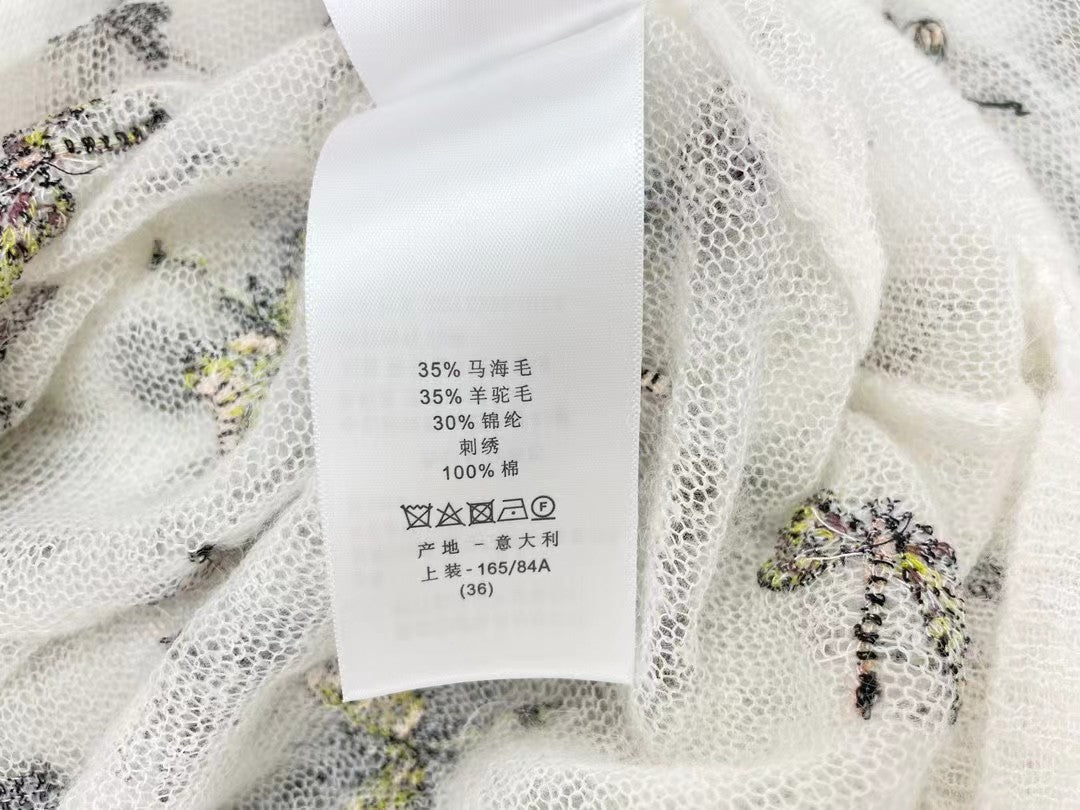 35% 马海毛
35% 羊驼毛
30% 锦纶
刺绣
100% 棉
F
产地 - 意大利
上装 - 165/84A
(36)